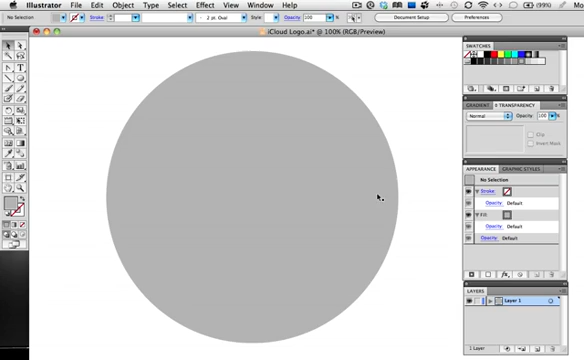 Illustrator File Edit Object Type Select Effect View Window Help (99%) Mo
No Selection Stroke: 2 pt. Oval Style Opacity 100 % Document Setup Preferences
iCloud Logo.ai* @ 100% (RGB/Preview)
SWATCHES
GRADIENT TRANSPARENCY
Normal Opacity 100 %
Clip
Invert Mask
APPEARANCE GRAPHIC STYLES
No Selection
Stroke:
Opacity: Default
Fill:
Opacity: Default
Opacity: Default
LAYERS
Layer 1
1 Layer